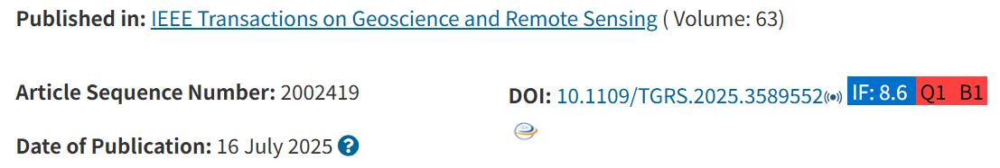 Published in: IEEE Transactions on Geoscience and Remote Sensing ( Volume: 63)
Article Sequence Number: 2002419
DOI: 10.1109/TGRS.2025.3589552 IF: 8.6 Q1 B1
Date of Publication: 16 July 2025 ?